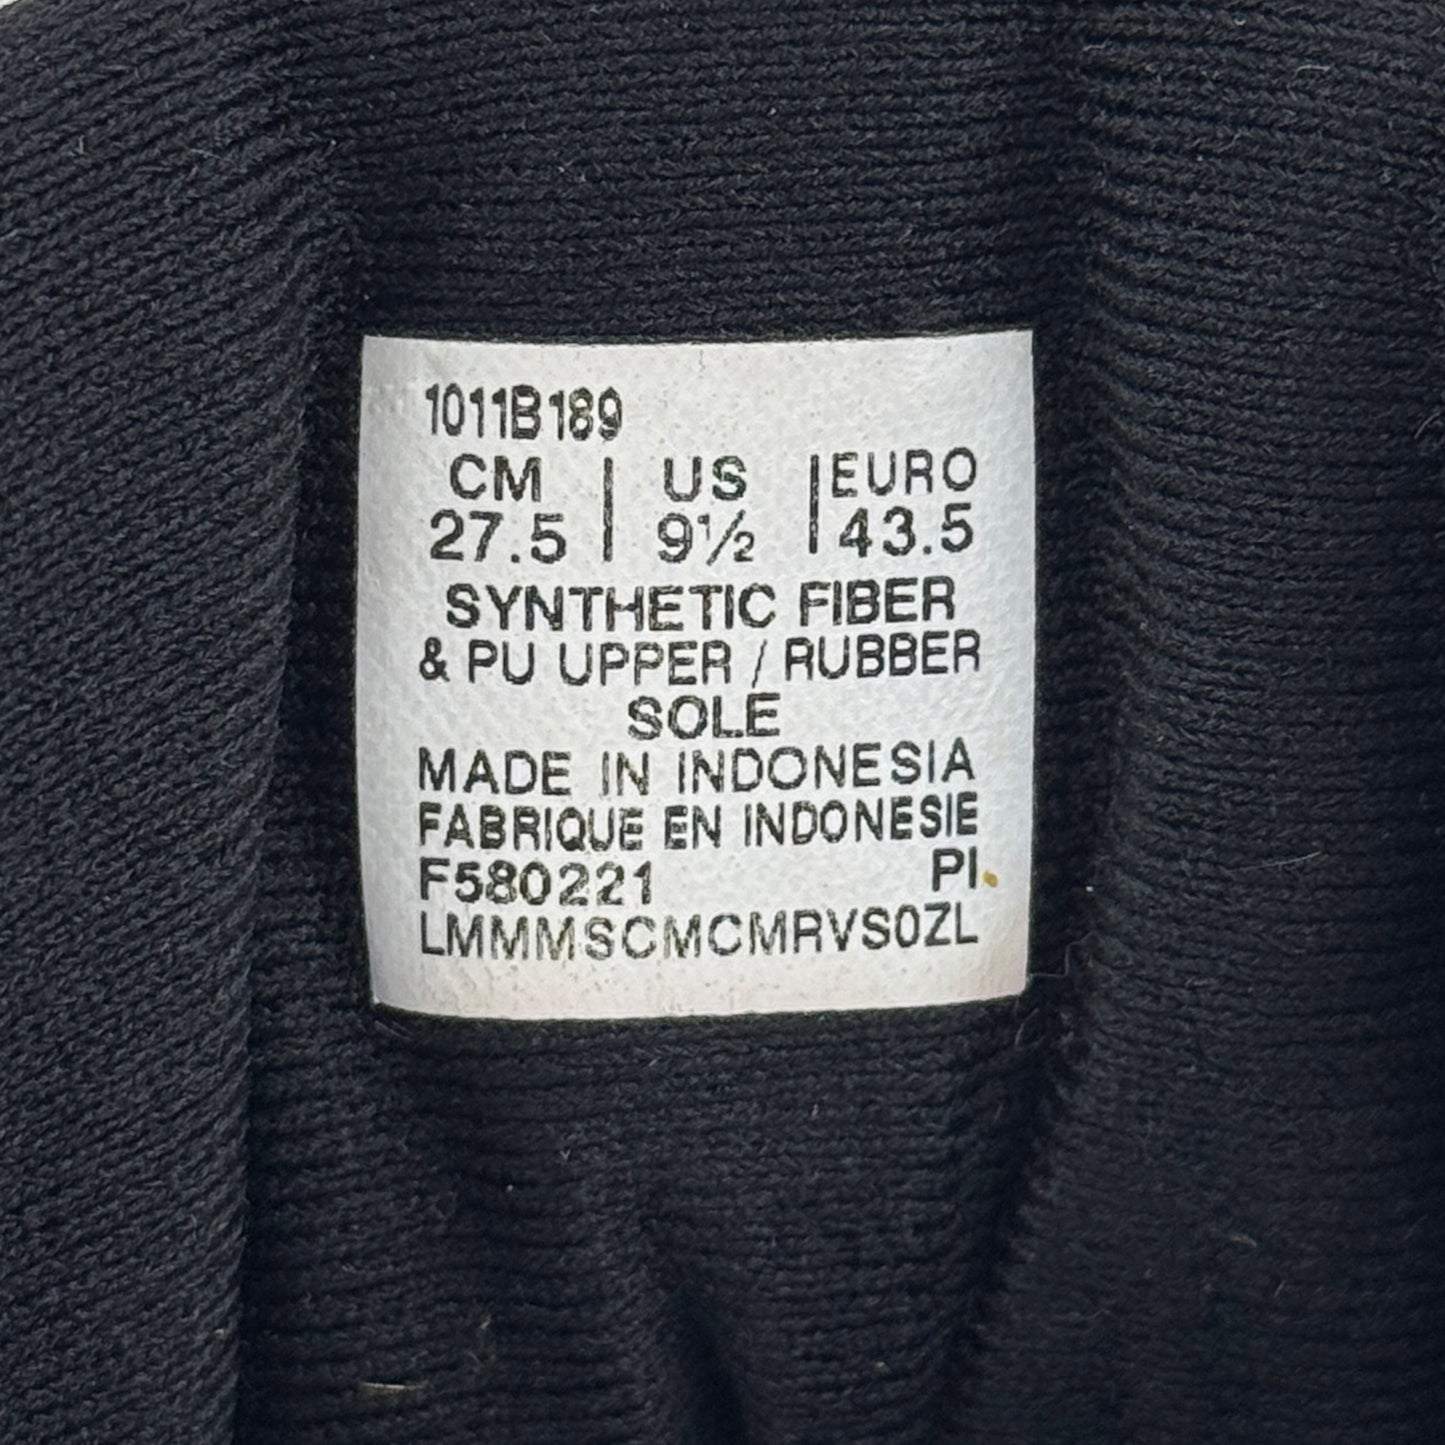 1011B189
CM | US | EURO
27.5 | 9½ | 43.5
SYNTHETIC FIBER
& PU UPPER / RUBBER
SOLE
MADE IN INDONESIA
FABRIQUE EN INDONESIE
F580221 PI
LMMMSCMCMRVS0ZL